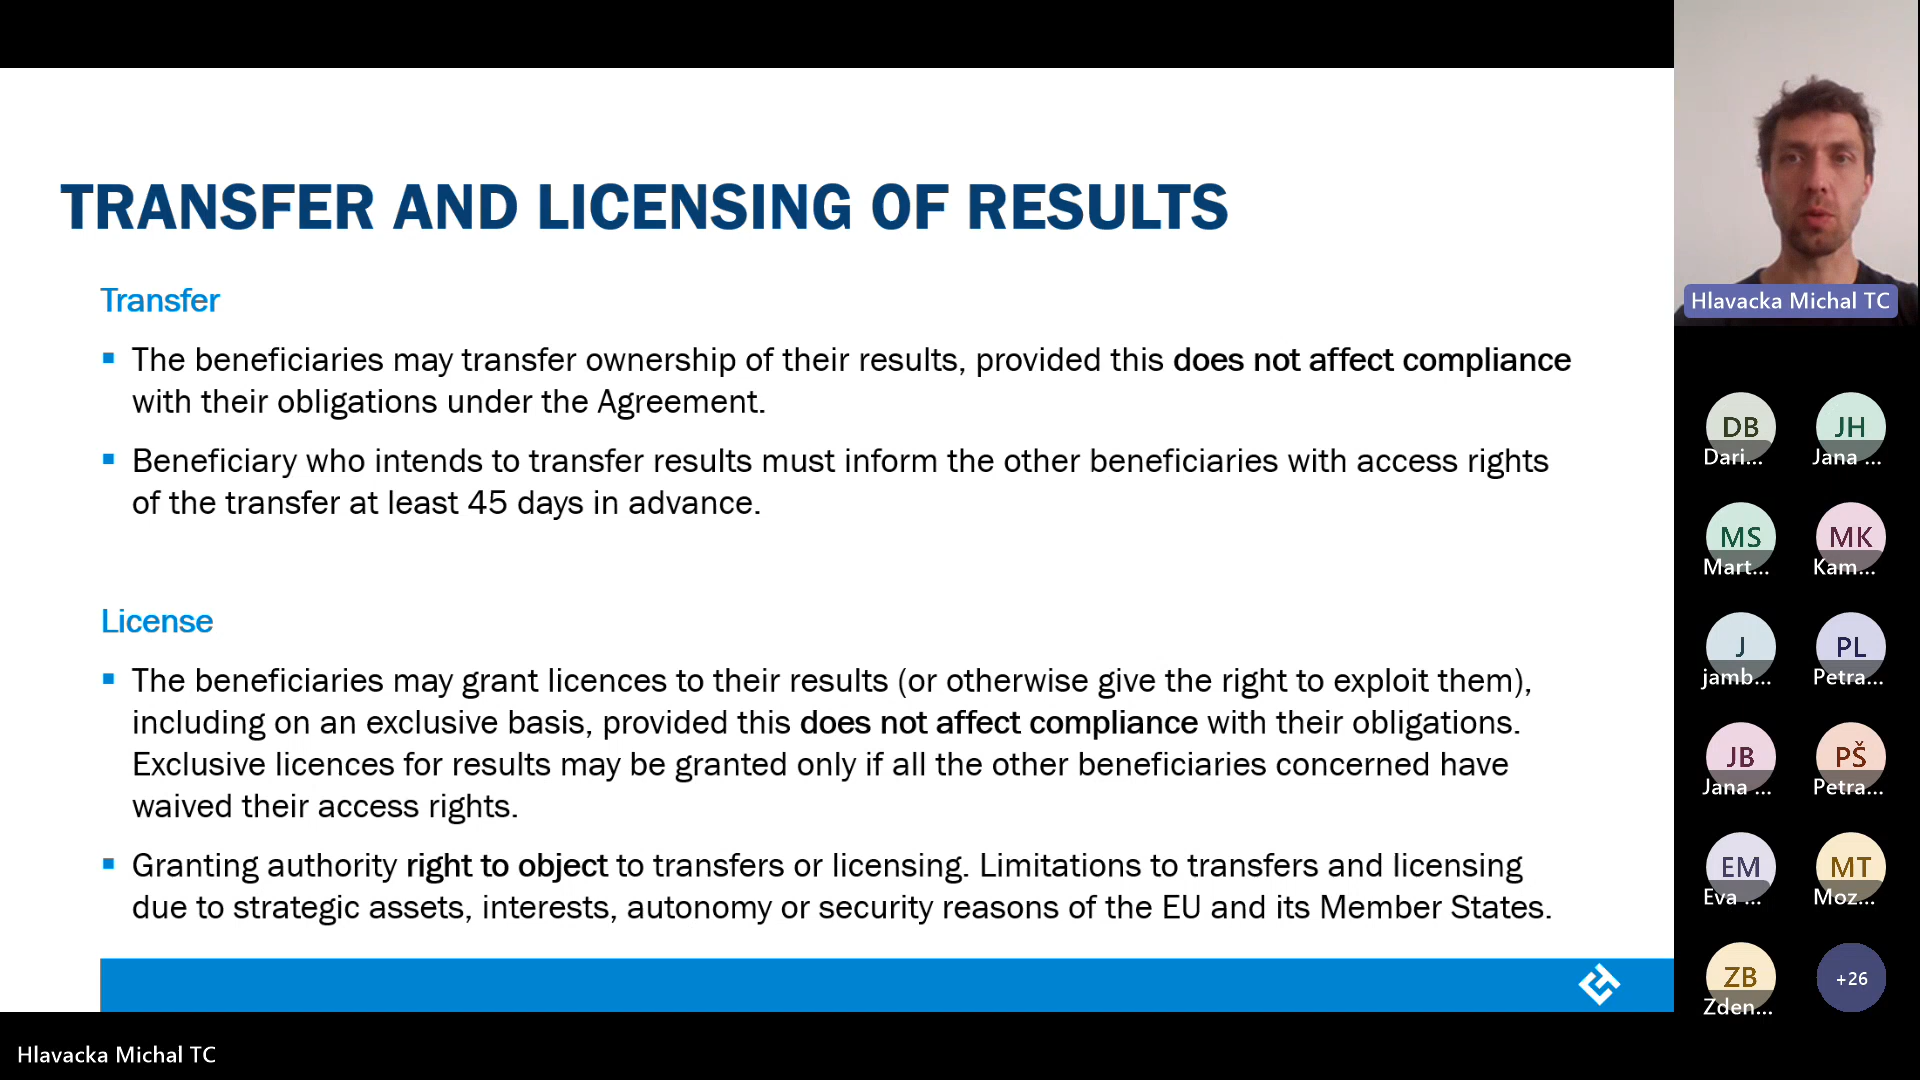 TRANSFER AND LICENSING OF RESULTS
Transfer
The beneficiaries may transfer ownership of their results, provided this does not affect compliance
with their obligations under the Agreement.
Beneficiary who intends to transfer results must inform the other beneficiaries with access rights
of the transfer at least 45 days in advance.
License
The beneficiaries may grant licences to their results (or otherwise give the right to exploit them),
including on an exclusive basis, provided this does not affect compliance with their obligations.
Exclusive licences for results may be granted only if all the other beneficiaries concerned have
waived their access rights.
Granting authority right to object to transfers or licensing. Limitations to transfers and licensing
due to strategic assets, interests, autonomy or security reasons of the EU and its Member States.
Hlavacka Michal TC
DB
Dari...
JH
Jana ...
MS
Mart...
MK
Kam...
J
jamb...
PL
Petra...
JB
Jana ...
PŠ
Petra...
EM
Eva ...
MT
Moz...
ZB
Zden...
+26
Hlavacka Michal TC